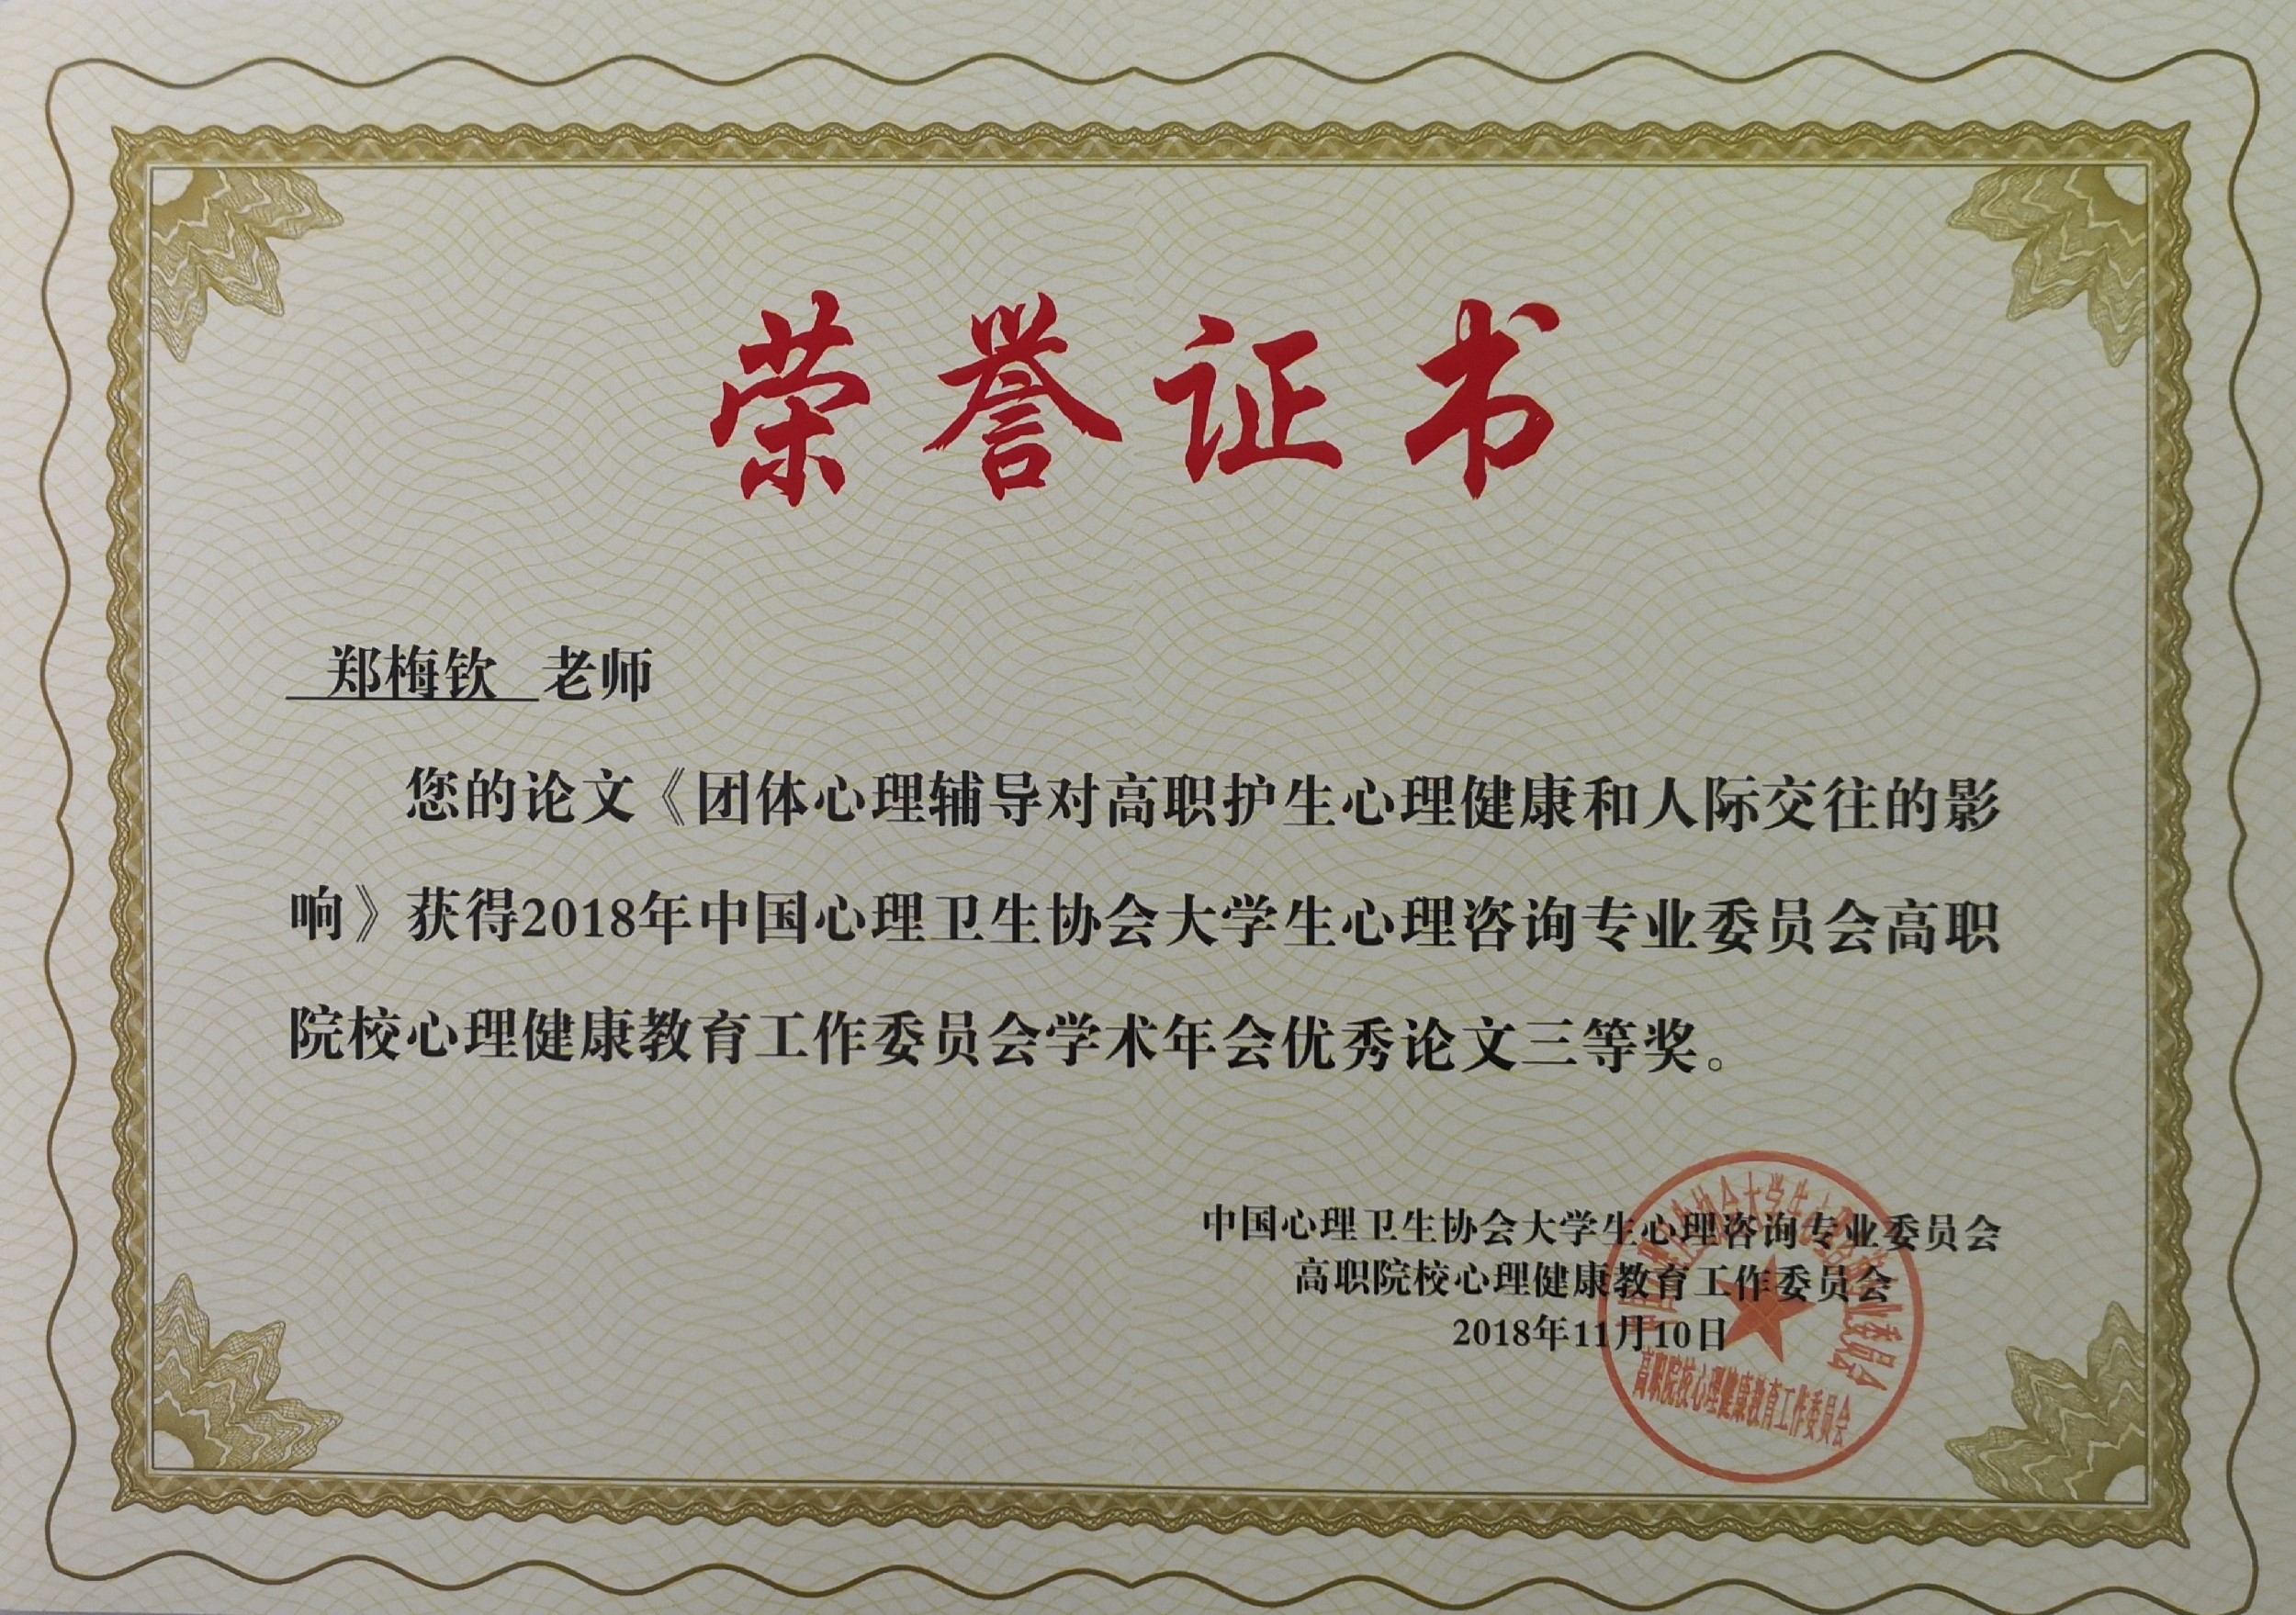 荣誉证书
郑梅钦 老师
您的论文《团体心理辅导对高职护生心理健康和人际交往的影
响》获得2018年中国心理卫生协会大学生心理咨询专业委员会高职
院校心理健康教育工作委员会学术年会优秀论文三等奖。
中国心理卫生协会大学生心理咨询专业委员会
高职院校心理健康教育工作委员会
2018年11月10日
高职院校心理健康教育工作委员会